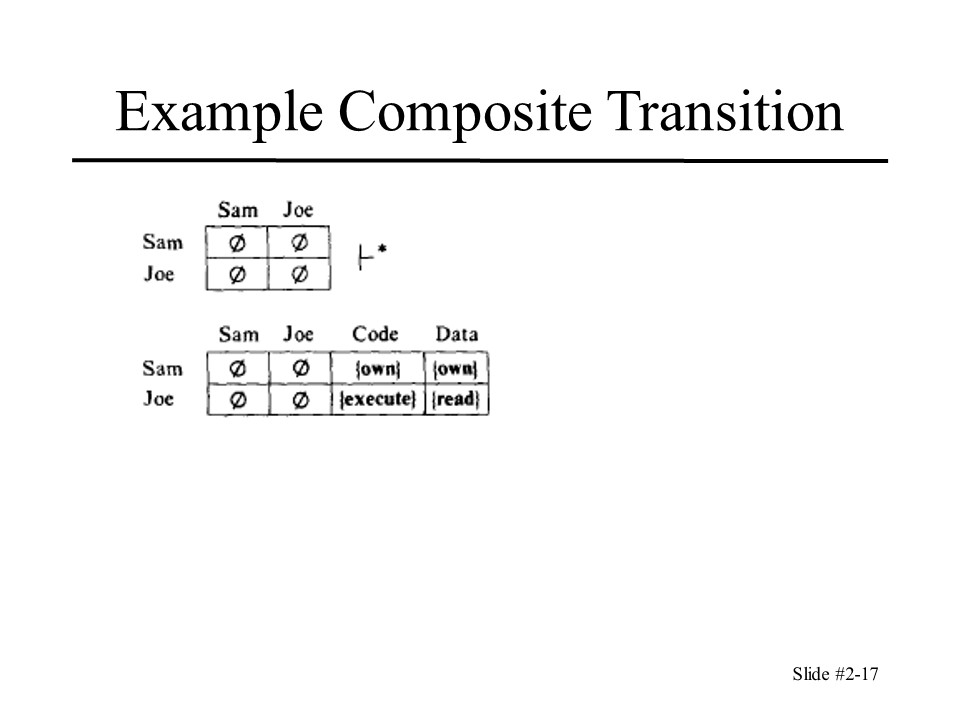 Example Composite Transition
Sam Joe
Sam ∅ ∅ ⊢*
Joe ∅ ∅
Sam Joe Code Data
Sam ∅ ∅ {own} {own}
Joe ∅ ∅ {execute} {read}
Slide #2-17